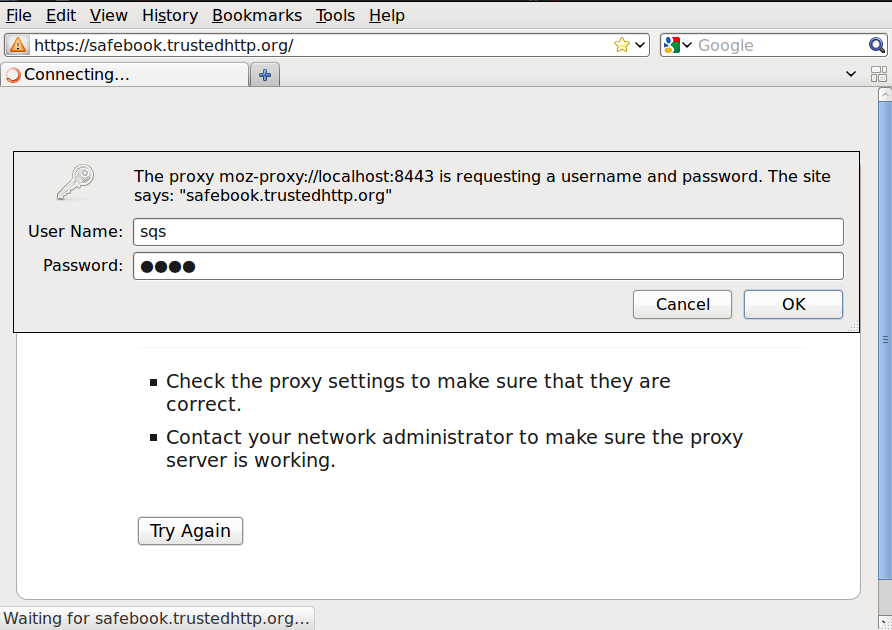 File Edit View History Bookmarks Tools Help
https://safebook.trustedhttp.org/
Google
Connecting…
The proxy moz-proxy://localhost:8443 is requesting a username and password. The site
says: "safebook.trustedhttp.org"
User Name: sqs
Password: ●●●●
Cancel OK
▪ Check the proxy settings to make sure that they are
correct.
▪ Contact your network administrator to make sure the proxy
server is working.
Try Again
Waiting for safebook.trustedhttp.org…